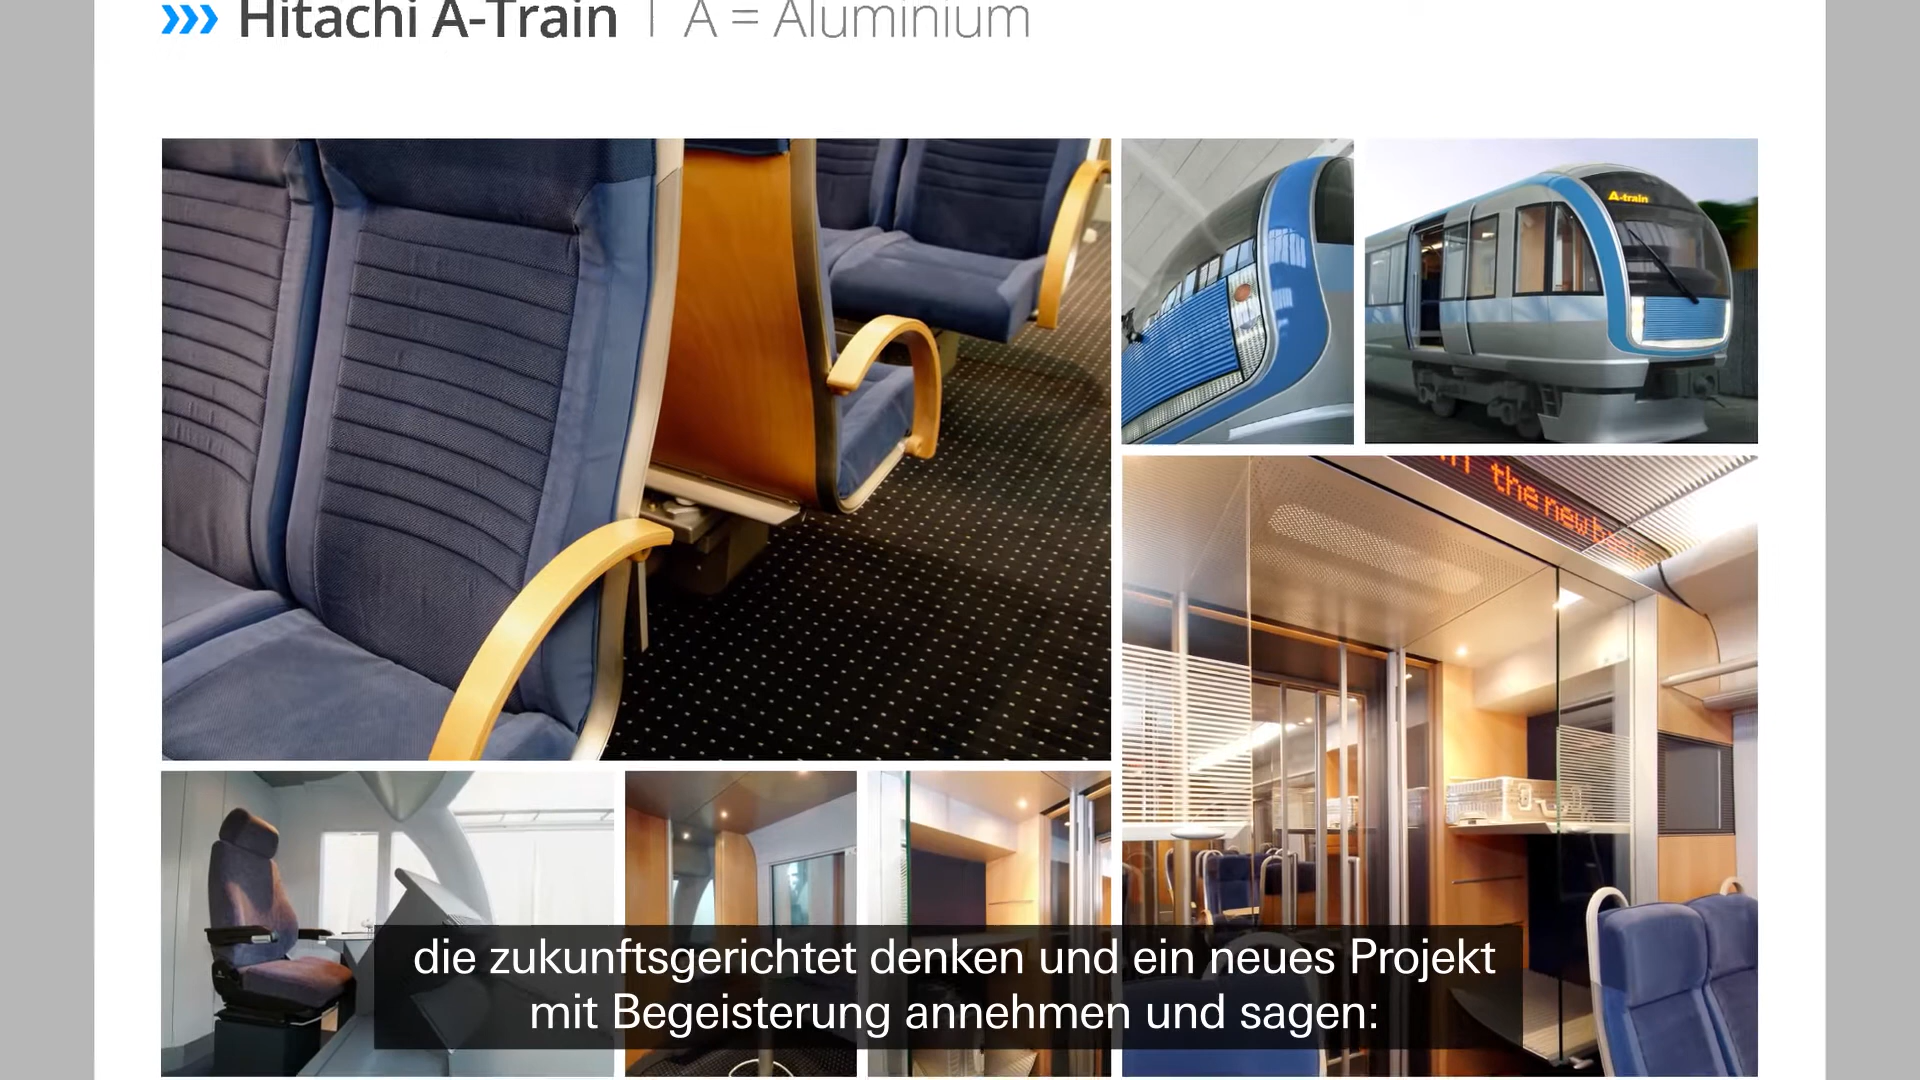 ››› Hitachi A-Train | A = Aluminium
A-train
the new
die zukunftsgerichtet denken und ein neues Projekt
mit Begeisterung annehmen und sagen: